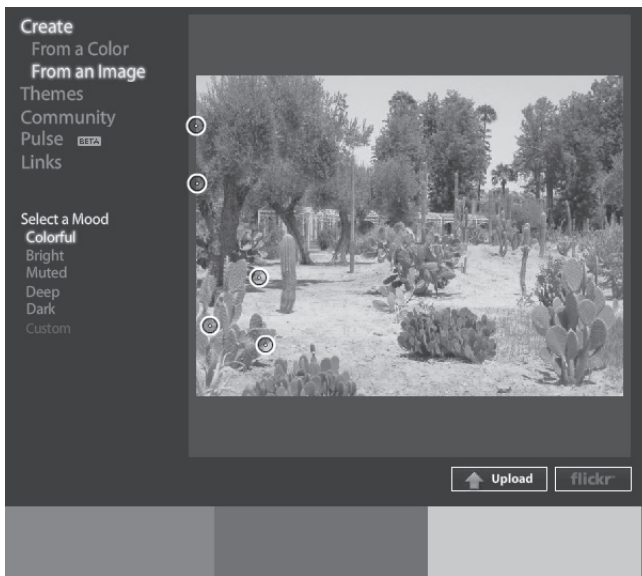 Create
From a Color
From an Image
Themes
Community
Pulse BETA
Links
Select a Mood
Colorful
Bright
Muted
Deep
Dark
Custom
Upload
flickr